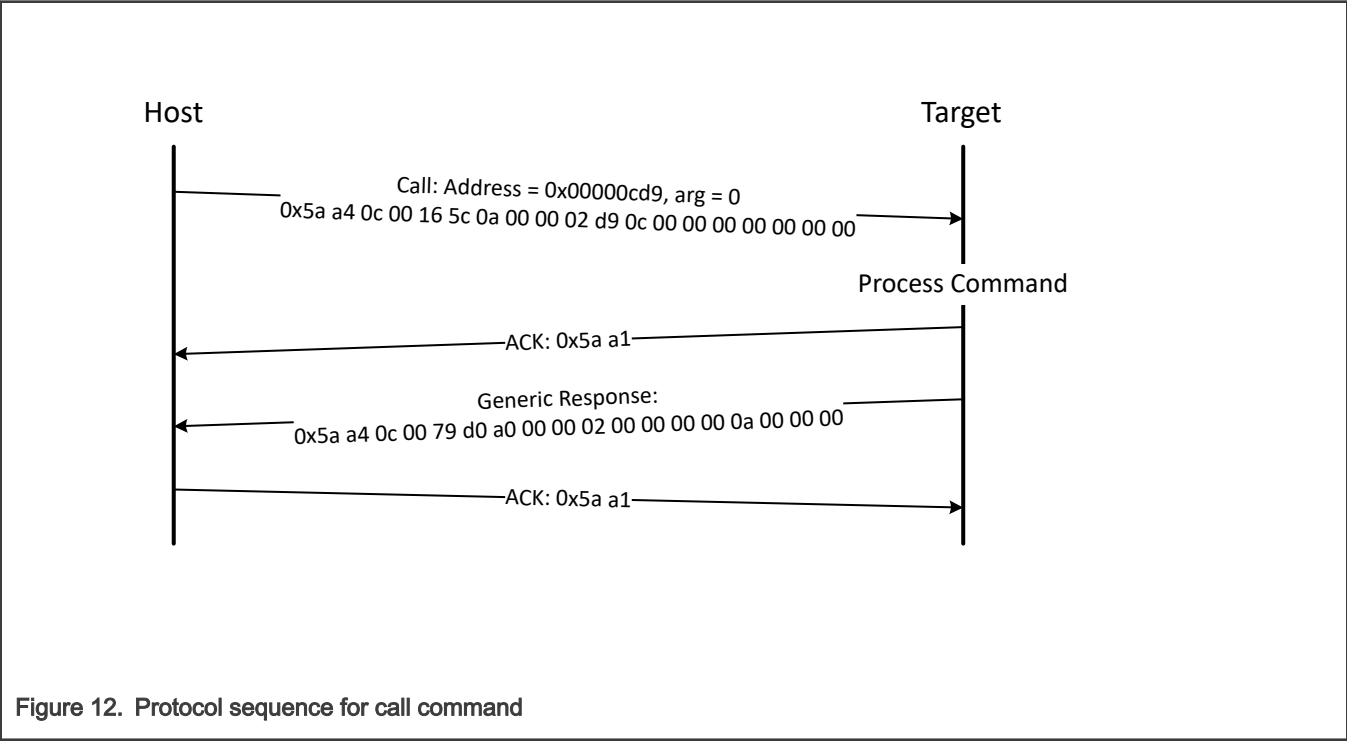 Host
Target
Call: Address = 0x00000cd9, arg = 0
0x5a a4 0c 00 16 5c 0a 00 00 02 d9 0c 00 00 00 00 00 00 00
Process Command
ACK: 0x5a a1
Generic Response:
0x5a a4 0c 00 79 d0 a0 00 00 02 00 00 00 00 0a 00 00 00
ACK: 0x5a a1
Figure 12. Protocol sequence for call command